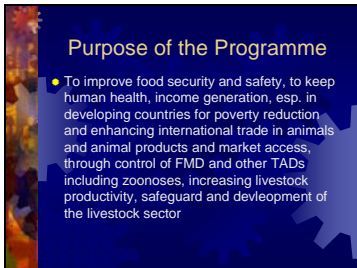 Purpose of the Programme
To improve food security and safety, to keep
human health, income generation, esp. in
developing countries for poverty reduction
and enhancing international trade in animals
and animal products and market access,
through control of FMD and other TADs
including zoonoses, increasing livestock
productivity, safeguard and devleopment of
the livestock sector